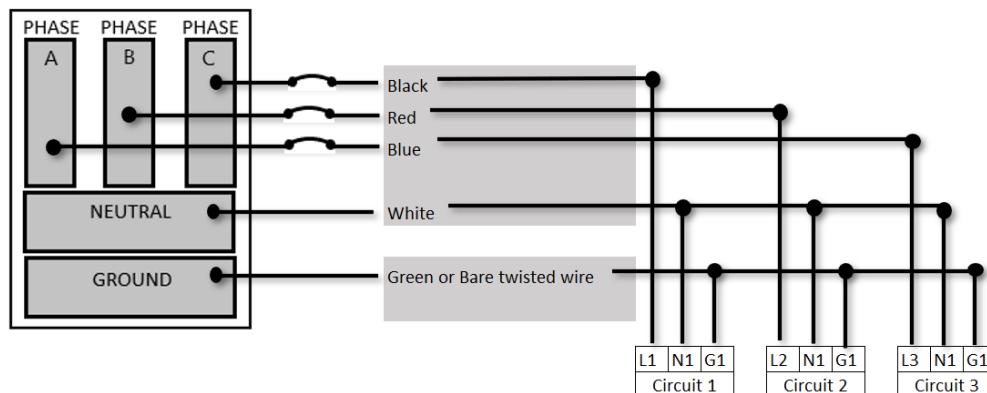 PHASE PHASE PHASE
A B C
Black
Red
Blue
NEUTRAL
White
GROUND
Green or Bare twisted wire
L1 N1 G1 L2 N1 G1 L3 N1 G1
Circuit 1 Circuit 2 Circuit 3